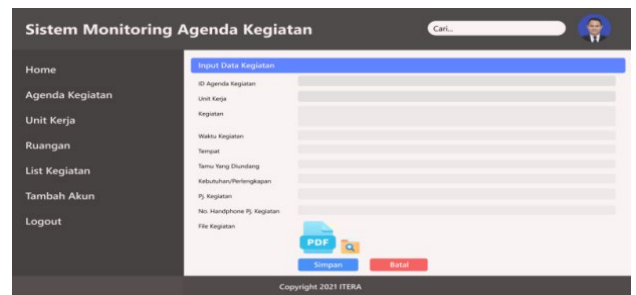 Sistem Monitoring Agenda Kegiatan
Cari...
Home
Agenda Kegiatan
Unit Kerja
Ruangan
List Kegiatan
Tambah Akun
Logout
Input Data Kegiatan
ID Agenda Kegiatan
Unit Kerja
Kegiatan
Waktu Kegiatan
Tempat
Tamu Yang Diundang
Kebutuhan/Perlengkapan
Pj. Kegiatan
No. Handphone Pj. Kegiatan
File Kegiatan
PDF
Simpan
Batal
Copyright 2021 ITERA